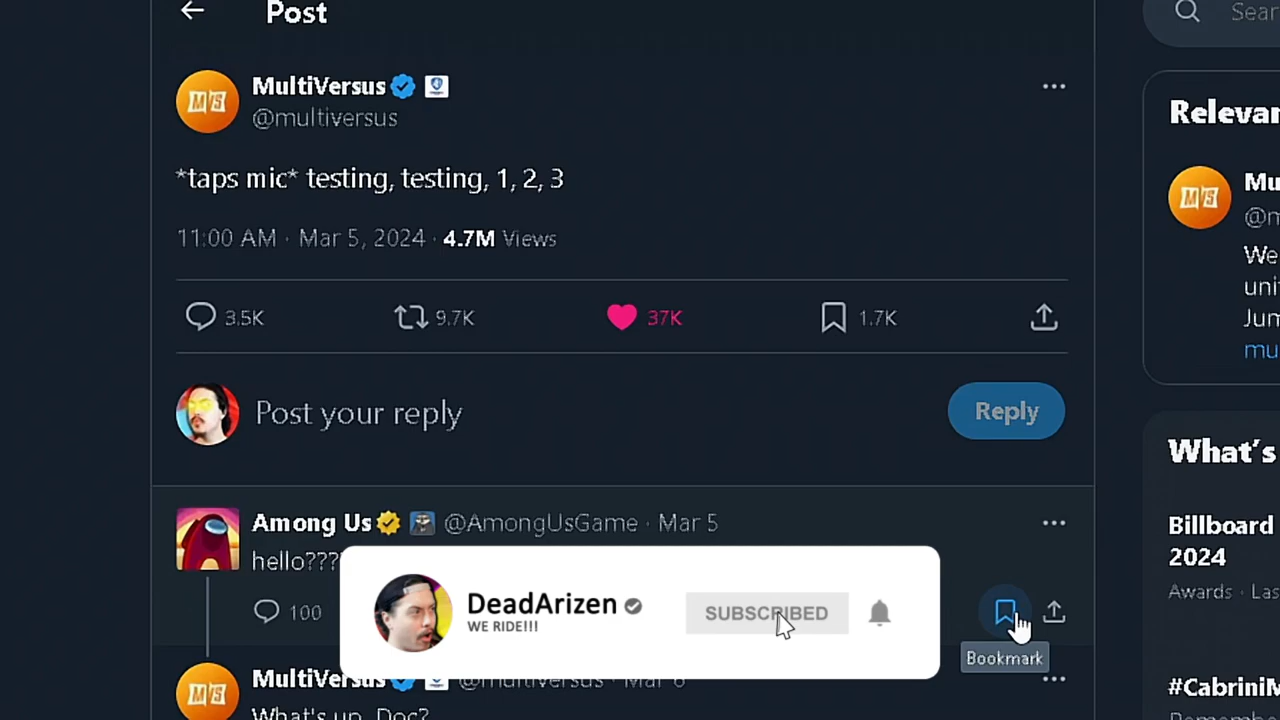 Post
Sear
MultiVersus
@multiversus
*taps mic* testing, testing, 1, 2, 3
11:00 AM · Mar 5, 2024 · 4.7M Views
3.5K 9.7K 37K 1.7K
Post your reply
Reply
Among Us @AmongUsGame · Mar 5
hello???
100
Bookmark
DeadArizen
WE RIDE!!!
SUBSCRIBED
MultiVersus @multiversus · Mar 6
What's up, Doc?
Relevan
Mu
@m
We
uni
Jum
mu
What's
Billboard
2024
Awards · Las
#CabriniM